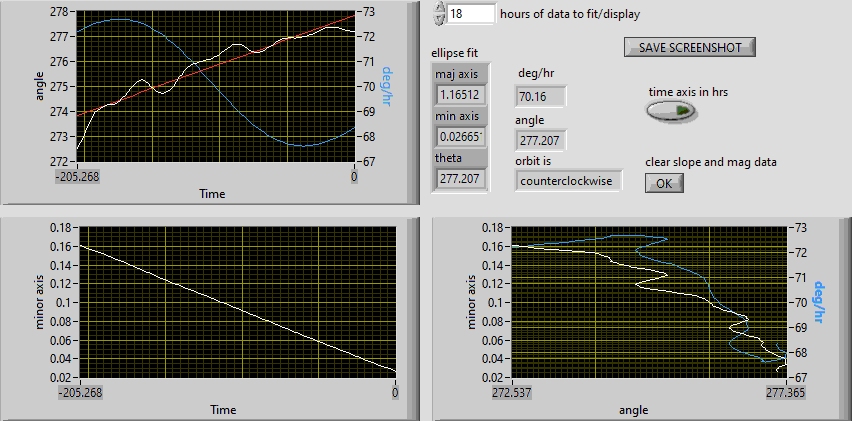 278
277
276
275
274
273
272
angle
73
72
71
70
69
68
67
deg/hr
-205.268
0
Time
18
hours of data to fit/display
SAVE SCREENSHOT
ellipse fit
maj axis
1.16512
min axis
0.02665
theta
277.207
deg/hr
70.16
angle
277.207
orbit is
counterclockwise
time axis in hrs
clear slope and mag data
OK
0.18
0.16
0.14
0.12
0.1
0.08
0.06
0.04
0.02
minor axis
-205.268
0
Time
0.18
0.16
0.14
0.12
0.1
0.08
0.06
0.04
0.02
minor axis
73
72
71
70
69
68
67
deg/hr
272.537
277.365
angle